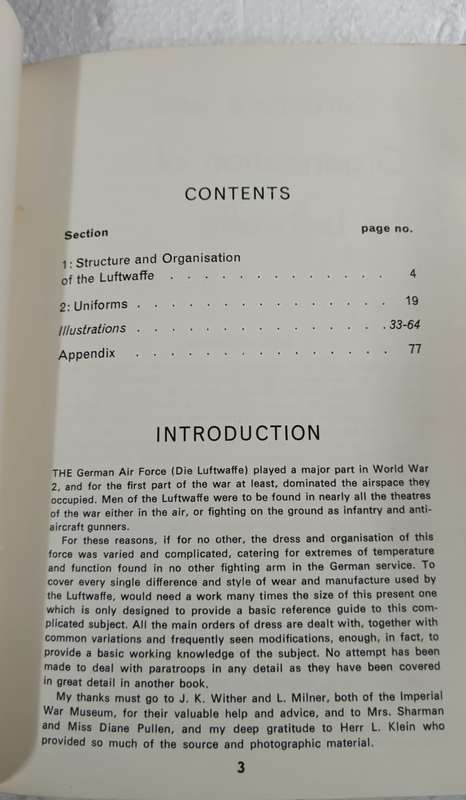 CONTENTS
Section page no.
1: Structure and Organisation
of the Luftwaffe . . . . . . . . . . . . . 4
2: Uniforms . . . . . . . . . . . . . . . 19
Illustrations . . . . . . . . . . . . . . . 33-64
Appendix . . . . . . . . . . . . . . 77
INTRODUCTION
THE German Air Force (Die Luftwaffe) played a major part in World War
2, and for the first part of the war at least, dominated the airspace they
occupied. Men of the Luftwaffe were to be found in nearly all the theatres
of the war either in the air, or fighting on the ground as infantry and anti-
aircraft gunners.
For these reasons, if for no other, the dress and organisation of this
force was varied and complicated, catering for extremes of temperature
and function found in no other fighting arm in the German service. To
cover every single difference and style of wear and manufacture used by
the Luftwaffe, would need a work many times the size of this present one
which is only designed to provide a basic reference guide to this com-
plicated subject. All the main orders of dress are dealt with, together with
common variations and frequently seen modifications, enough, in fact, to
provide a basic working knowledge of the subject. No attempt has been
made to deal with paratroops in any detail as they have been covered
in great detail in another book.
My thanks must go to J. K. Wither and L. Milner, both of the Imperial
War Museum, for their valuable help and advice, and to Mrs. Sharman
and Miss Diane Pullen, and my deep gratitude to Herr L. Klein who
provided so much of the source and photographic material.
3